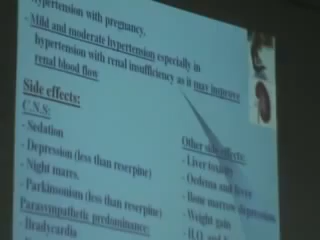 hypertension with pregnancy.
- Mild and moderate hypertension especially in
hypertension with renal insufficiency as it may improve
renal blood flow
Side effects:
C.N.S:
- Sedation
- Depression (less than reserpine)
- Night mares.
- Parkinsonism (less than reserpine)
Parasympathetic predominance:
- Bradycardia
Other side effects:
- Liver toxicity
- Oedema and fever
- Bone marrow depression
- Weight gain